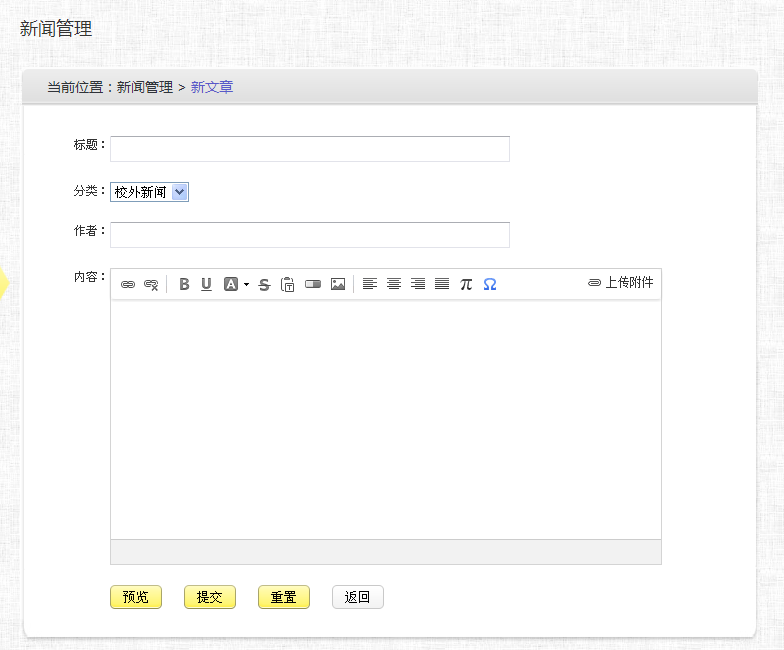 新闻管理
当前位置：新闻管理 > 新文章
标题：
分类： 校外新闻
作者：
内容：
B U A S T π Ω 上传附件
预览 提交 重置 返回